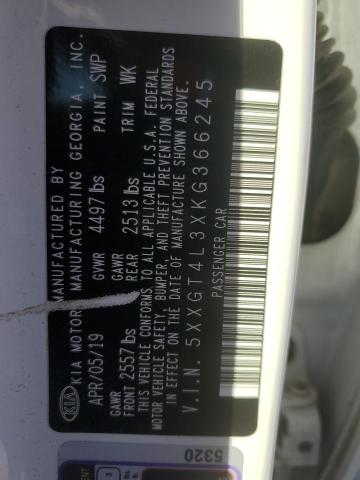 MANUFACTURED BY
KIA MOTORS MANUFACTURING GEORGIA, INC.
KIA
APR/05/19 GVWR 4497 lbs PAINT SWP
GAWR FRONT 2557 lbs GAWR REAR 2513 lbs TRIM WK
THIS VEHICLE CONFORMS TO ALL APPLICABLE U.S.A. FEDERAL
MOTOR VEHICLE SAFETY, BUMPER, AND THEFT PREVENTION STANDARDS
IN EFFECT ON THE DATE OF MANUFACTURE SHOWN ABOVE.
V.I.N. 5XXGT4L3XKG366245
PASSENGER CAR
5320